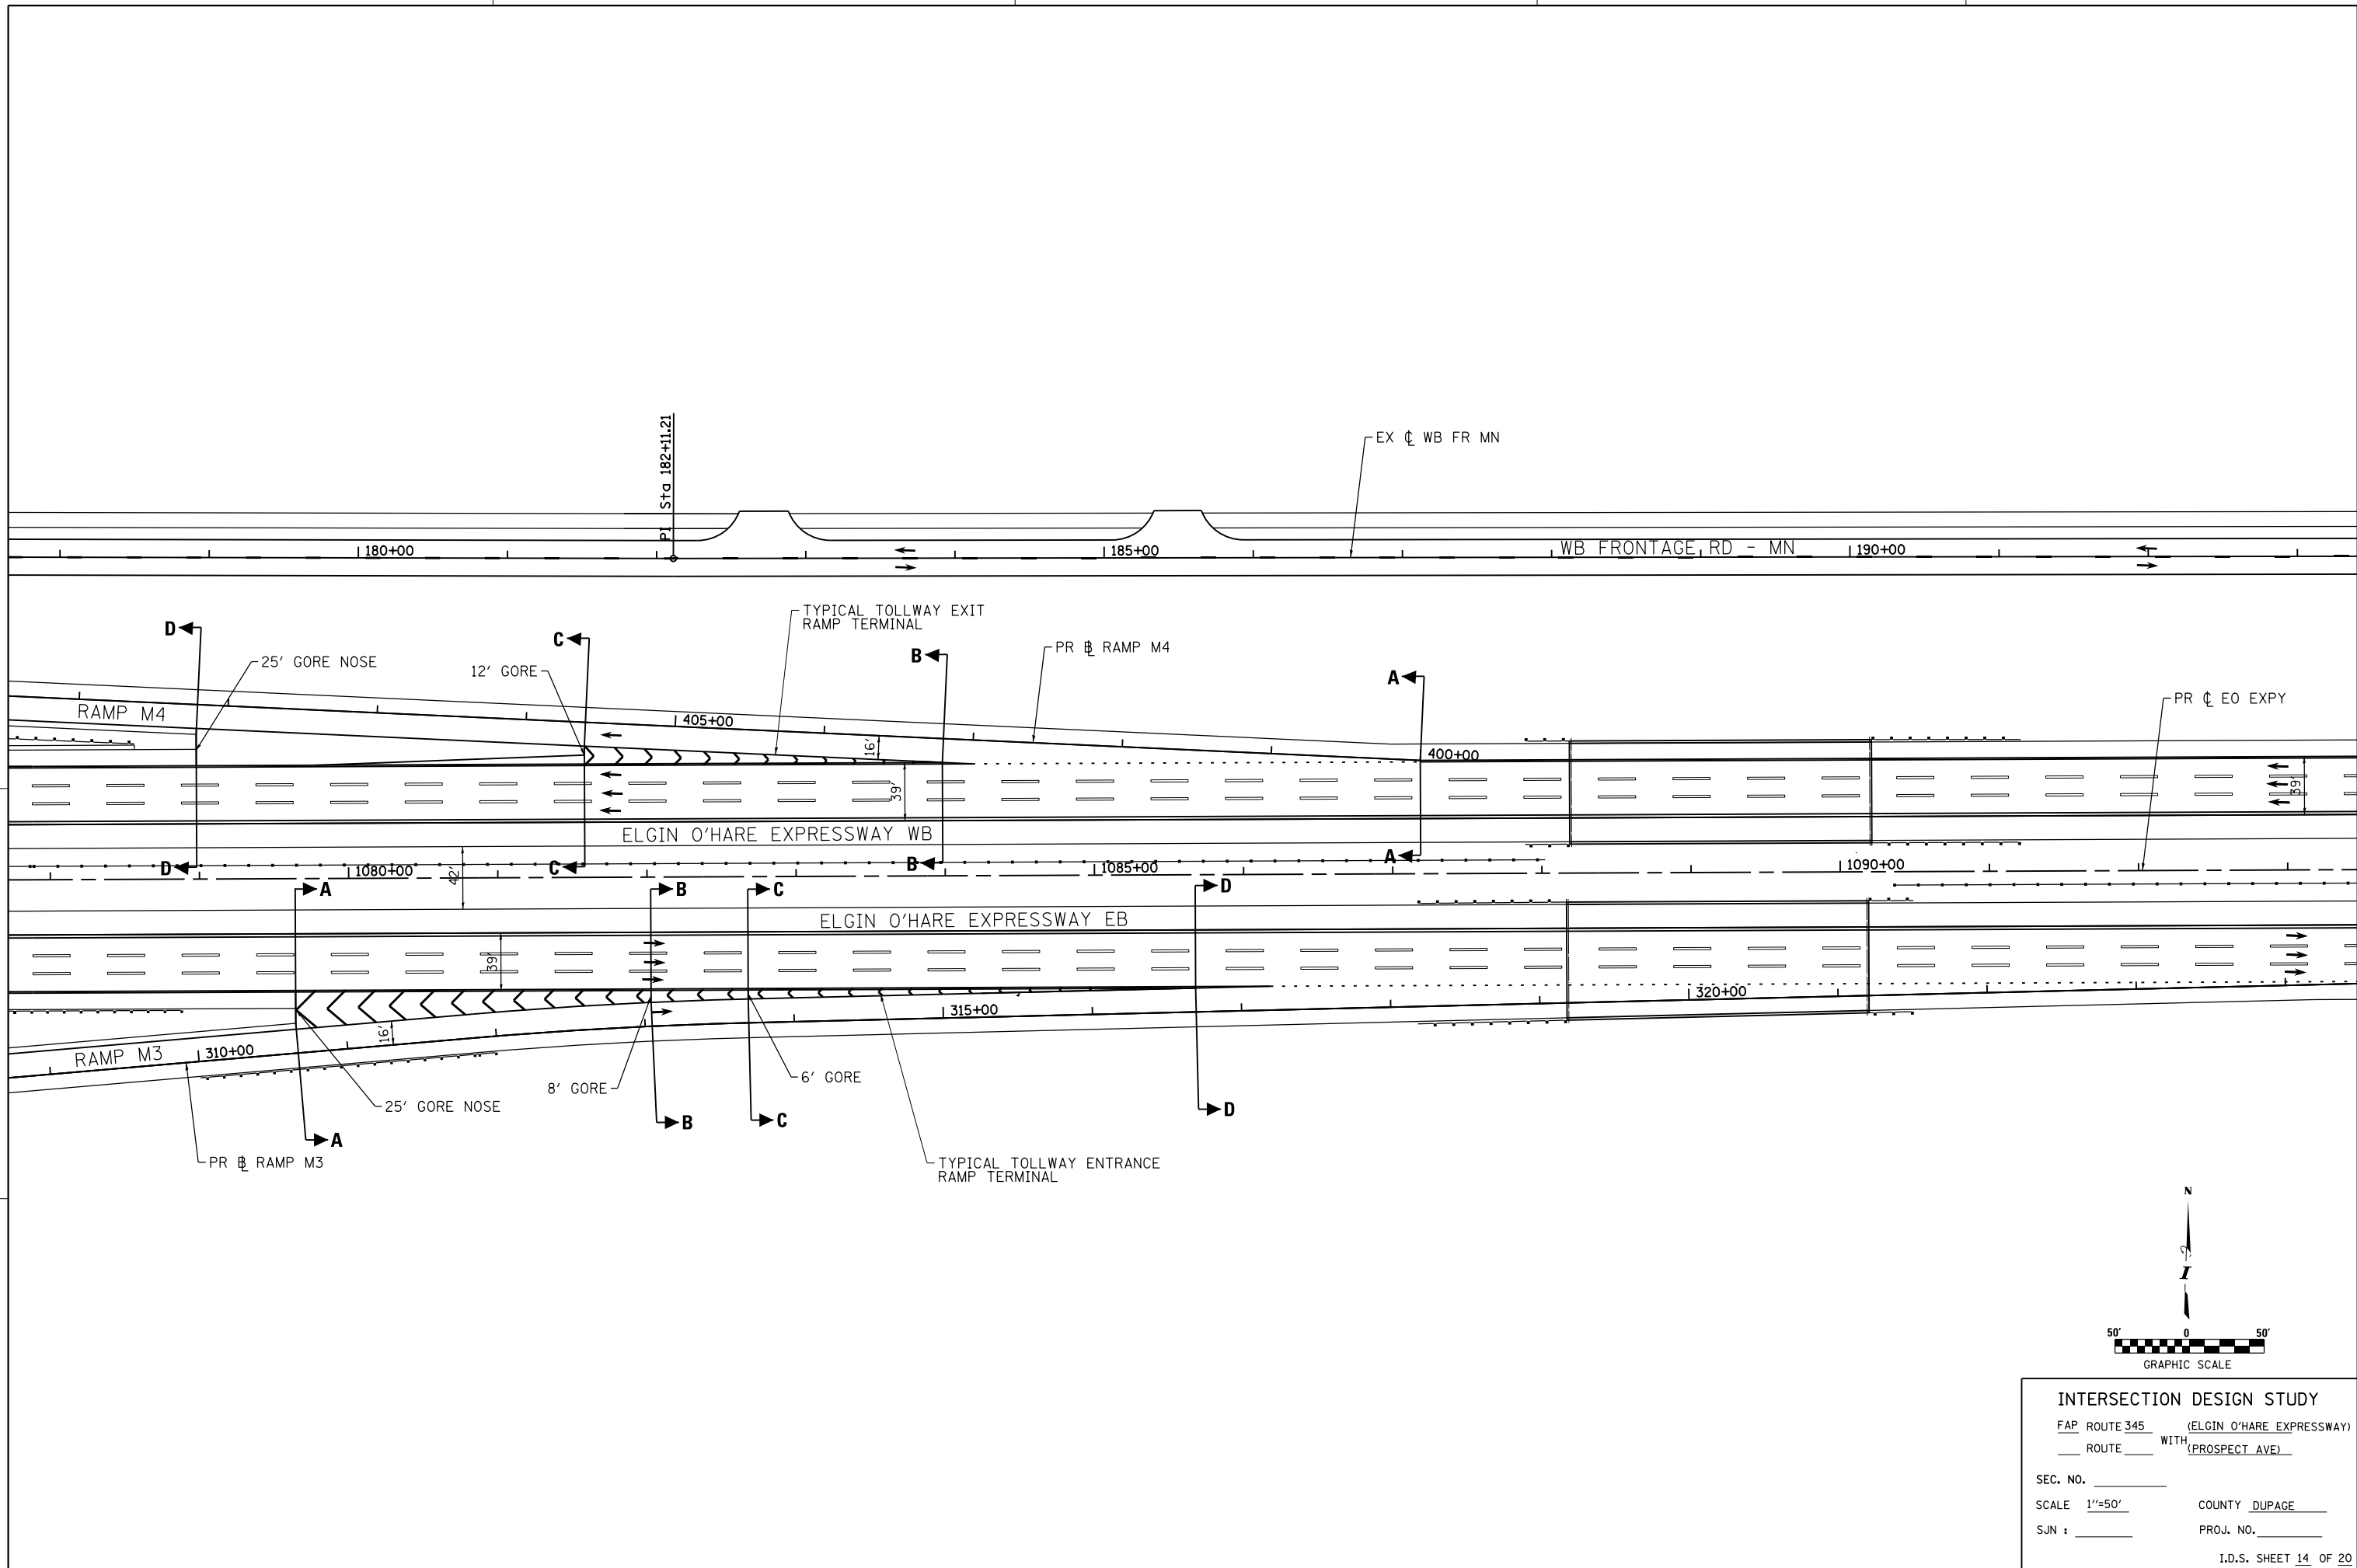 PI Sta 182+11.21
EX ℄ WB FR MN
180+00
185+00
WB FRONTAGE RD - MN
190+00
TYPICAL TOLLWAY EXIT
RAMP TERMINAL
D
C
25' GORE NOSE
12' GORE
B
PR ⅊ RAMP M4
A
PR ℄ EO EXPY
RAMP M4
405+00
16'
400+00
39'
39'
ELGIN O'HARE EXPRESSWAY WB
D
C
B
A
1080+00
1085+00
1090+00
42'
A
B
C
D
ELGIN O'HARE EXPRESSWAY EB
39'
320+00
315+00
16'
RAMP M3
310+00
8' GORE
6' GORE
25' GORE NOSE
A
B
C
D
PR ⅊ RAMP M3
TYPICAL TOLLWAY ENTRANCE
RAMP TERMINAL
N
I
50' 0 50'
GRAPHIC SCALE
INTERSECTION DESIGN STUDY
FAP ROUTE 345 (ELGIN O'HARE EXPRESSWAY)
WITH
ROUTE (PROSPECT AVE)
SEC. NO.
SCALE 1"=50' COUNTY DUPAGE
SJN : PROJ. NO.
I.D.S. SHEET 14 OF 20